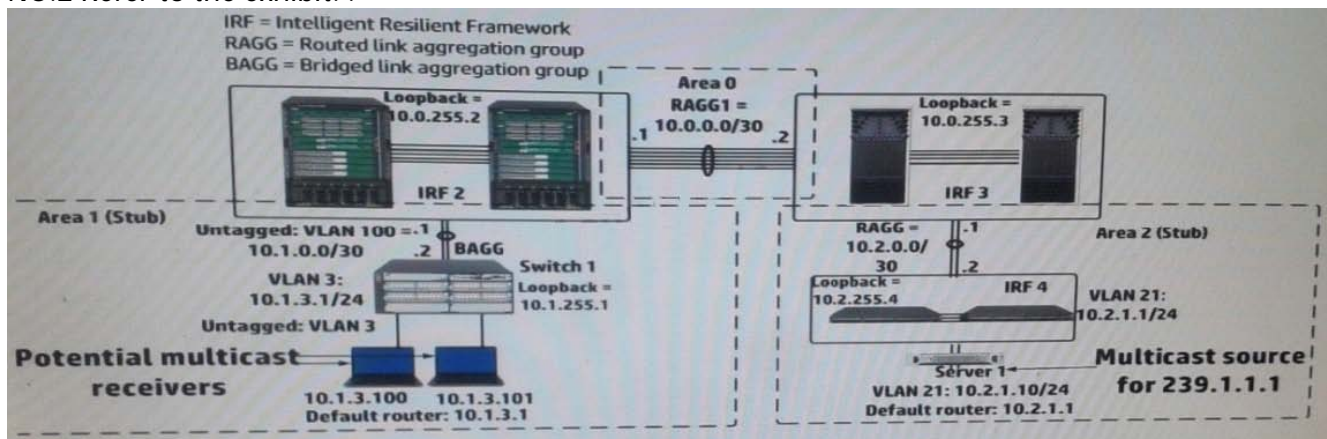 IRF = Intelligent Resilient Framework
RAGG = Routed link aggregation group
BAGG = Bridged link aggregation group
Area 0
RAGG1 =
10.0.0.0/30
.1
.2
Loopback =
10.0.255.2
IRF 2
Loopback =
10.0.255.3
IRF 3
Area 1 (Stub)
Untagged: VLAN 100 =
10.1.0.0/30
.1
.2
BAGG
VLAN 3:
10.1.3.1/24
Switch 1
Loopback =
10.1.255.1
Untagged: VLAN 3
Potential multicast
receivers
10.1.3.100
10.1.3.101
Default router: 10.1.3.1
RAGG =
10.2.0.0/
30
.1
.2
Area 2 (Stub)
Loopback =
10.2.255.4
IRF 4
VLAN 21:
10.2.1.1/24
Server 1
VLAN 21: 10.2.1.10/24
Default router: 10.2.1.1
Multicast source
for 239.1.1.1